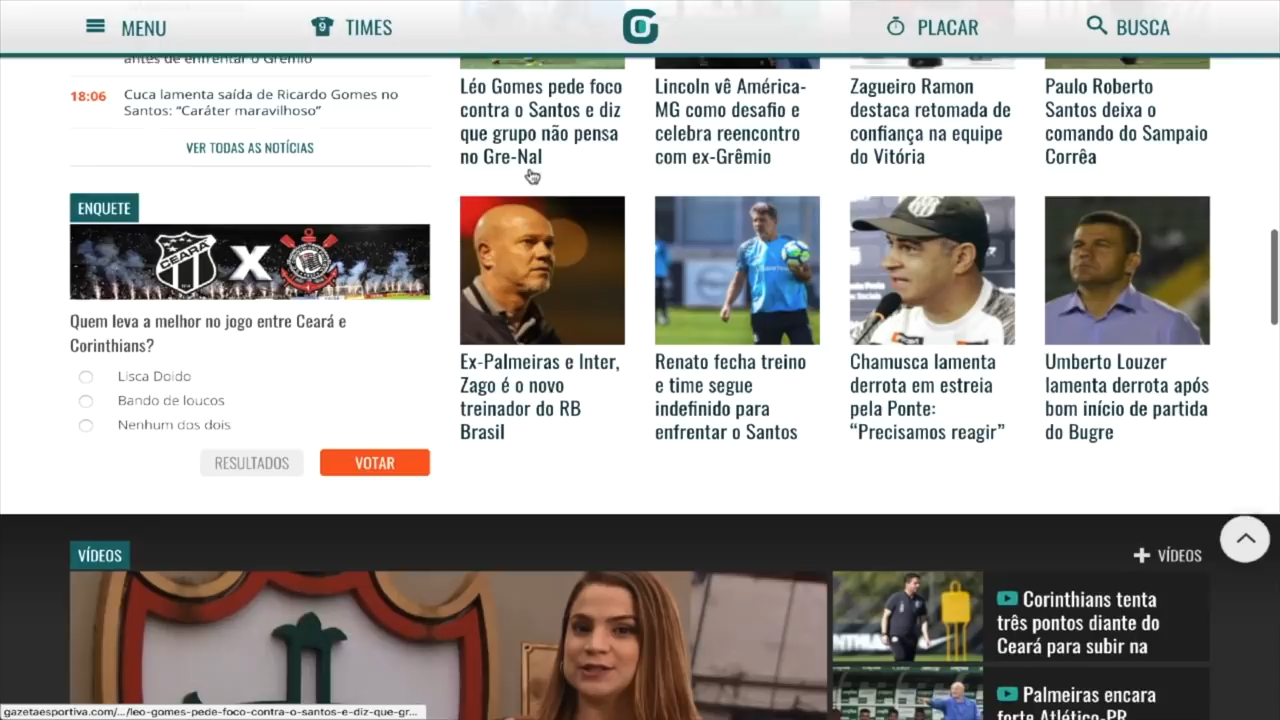 MENU
TIMES
PLACAR
BUSCA
antes de enfrentar o Grêmio
18:06
Cuca lamenta saída de Ricardo Gomes no
Santos: “Caráter maravilhoso”
VER TODAS AS NOTÍCIAS
ENQUETE
CEARÁ
X
Quem leva a melhor no jogo entre Ceará e
Corinthians?
Lisca Doido
Bando de loucos
Nenhum dos dois
RESULTADOS
VOTAR
Léo Gomes pede foco
contra o Santos e diz
que grupo não pensa
no Gre-Nal
Lincoln vê América-
MG como desafio e
celebra reencontro
com ex-Grêmio
Zagueiro Ramon
destaca retomada de
confiança na equipe
do Vitória
Paulo Roberto
Santos deixa o
comando do Sampaio
Corrêa
Ex-Palmeiras e Inter,
Zago é o novo
treinador do RB
Brasil
Renato fecha treino
e time segue
indefinido para
enfrentar o Santos
Chamusca lamenta
derrota em estreia
pela Ponte:
“Precisamos reagir”
Umberto Louzer
lamenta derrota após
bom início de partida
do Bugre
VÍDEOS
+ VÍDEOS
Corinthians tenta
três pontos diante do
Ceará para subir na
Palmeiras encara
forte Atlético-PR
gazetaesportiva.com/.../leo-gomes-pede-foco-contra-o-santos-e-diz-que-gr...